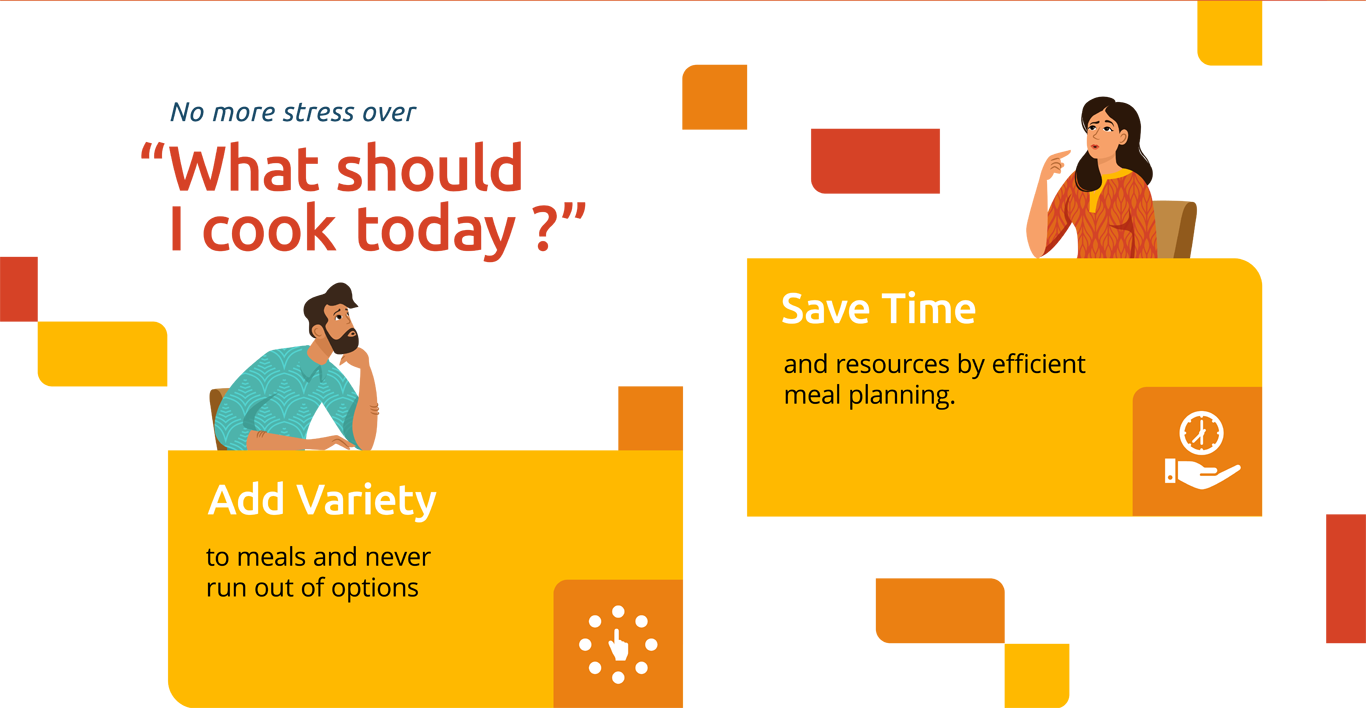 No more stress over
“What should
I cook today ?”
Add Variety
to meals and never
run out of options
Save Time
and resources by efficient
meal planning.